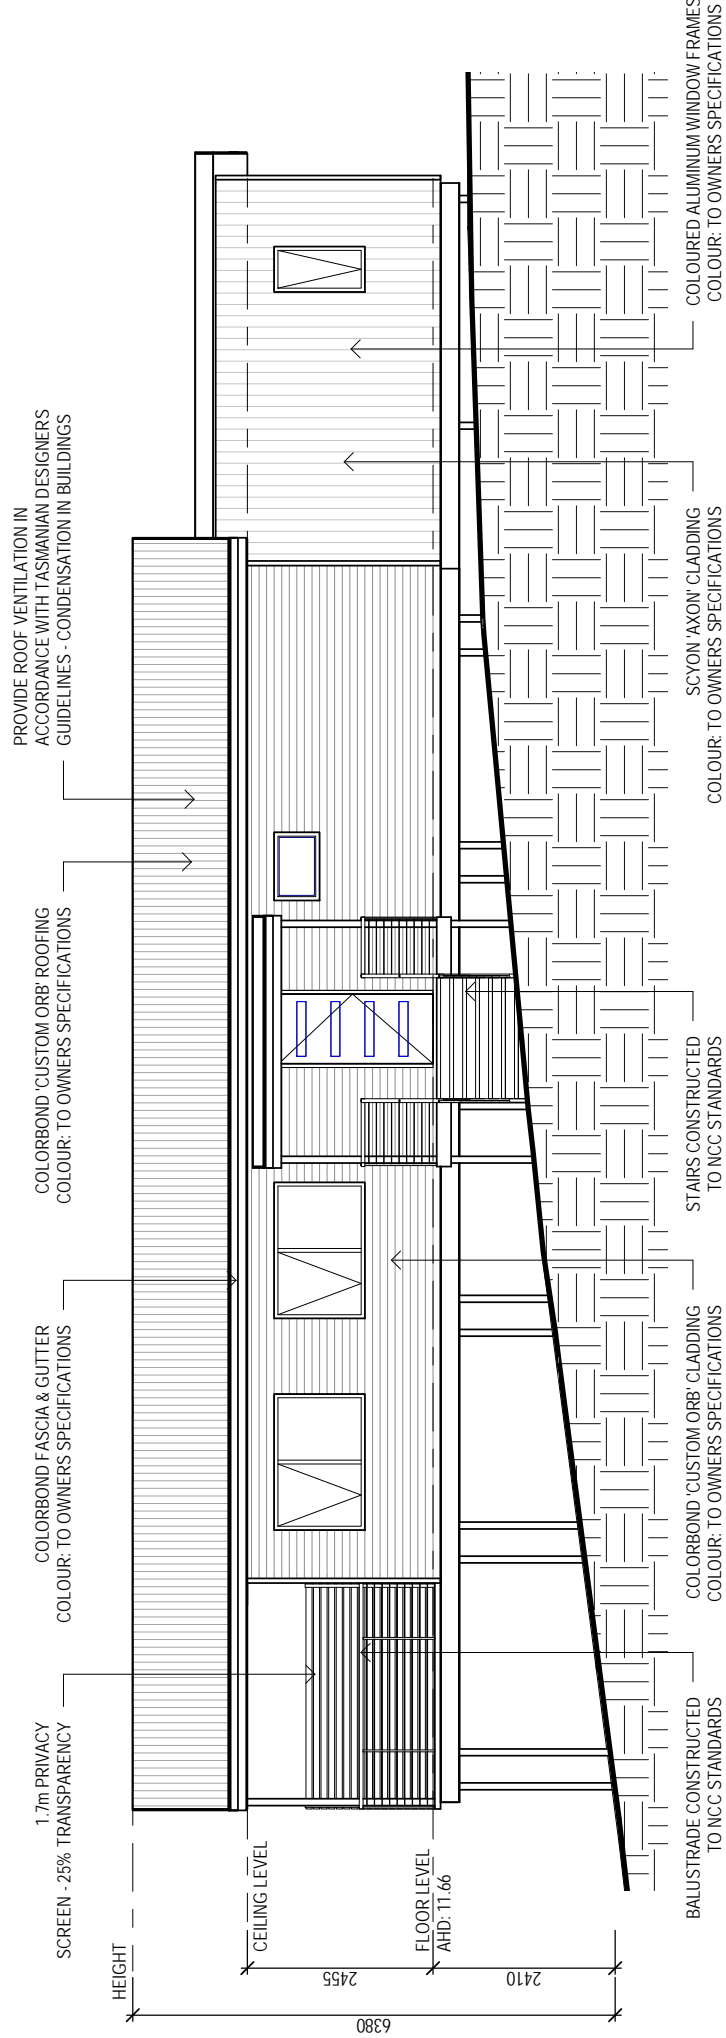 1.7m PRIVACY
SCREEN - 25% TRANSPARENCY
COLORBOND FASCIA & GUTTER
COLOUR: TO OWNERS SPECIFICATIONS
COLORBOND 'CUSTOM ORB' ROOFING
COLOUR: TO OWNERS SPECIFICATIONS
PROVIDE ROOF VENTILATION IN
ACCORDANCE WITH TASMANIAN DESIGNERS
GUIDELINES - CONDENSATION IN BUILDINGS
HEIGHT
CEILING LEVEL
FLOOR LEVEL
AHD: 11.66
6380
2455
2410
BALUSTRADE CONSTRUCTED
TO NCC STANDARDS
COLORBOND 'CUSTOM ORB' CLADDING
COLOUR: TO OWNERS SPECIFICATIONS
STAIRS CONSTRUCTED
TO NCC STANDARDS
SCYON 'AXON' CLADDING
COLOUR: TO OWNERS SPECIFICATIONS
COLOURED ALUMINUM WINDOW FRAMES
COLOUR: TO OWNERS SPECIFICATIONS